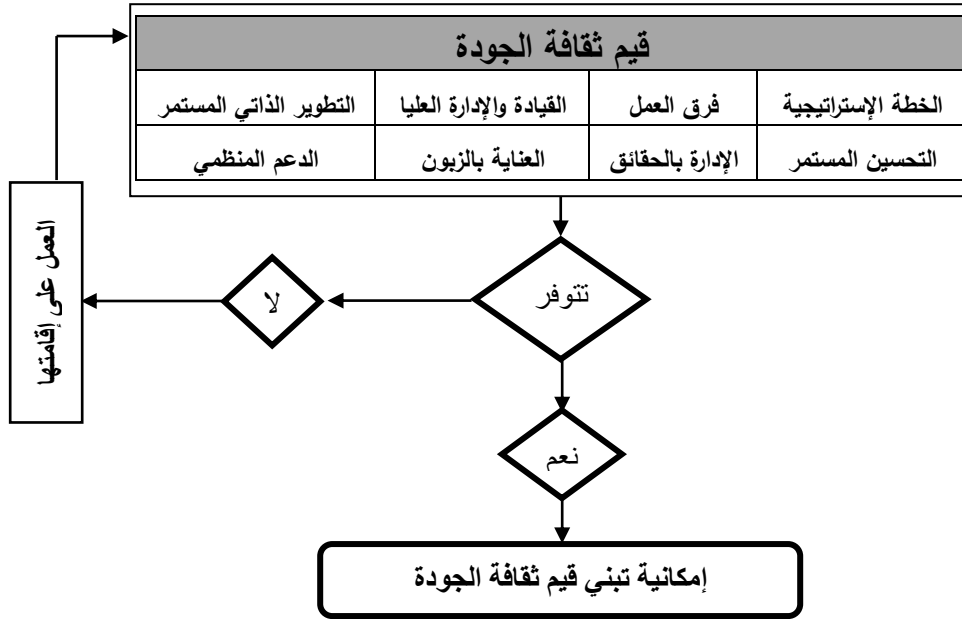 قيم ثقافة الجودة
الخطة الإستراتيجية
فرق العمل
القيادة والإدارة العليا
التطوير الذاتي المستمر
التحسين المستمر
الإدارة بالحقائق
العناية بالزبون
الدعم المنظمي
تتوفر
لا
العمل على إقامتها
نعم
إمكانية تبني قيم ثقافة الجودة